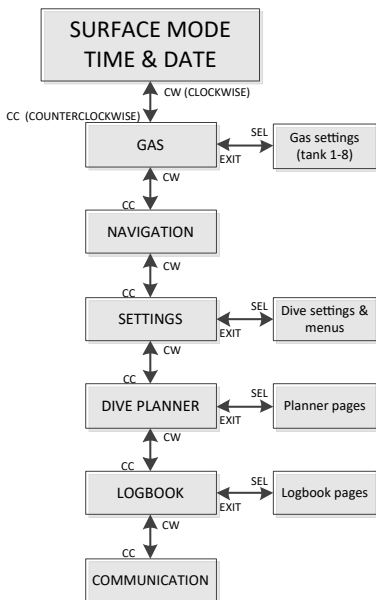 SURFACE MODE
TIME & DATE
CW (CLOCKWISE)
CC (COUNTERCLOCKWISE)
GAS
SEL
EXIT
Gas settings
(tank 1-8)
CW
CC
NAVIGATION
CW
CC
SETTINGS
SEL
EXIT
Dive settings &
menus
CW
CC
DIVE PLANNER
SEL
EXIT
Planner pages
CW
CC
LOGBOOK
SEL
EXIT
Logbook pages
CW
CC
COMMUNICATION